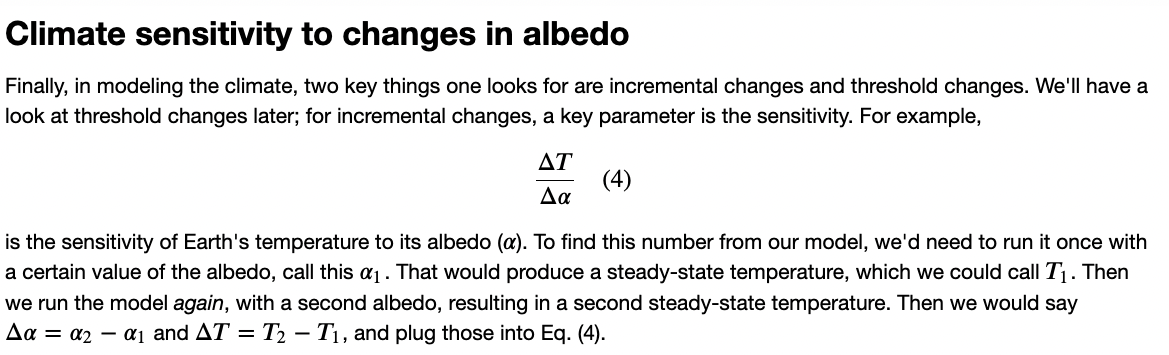 Climate sensitivity to changes in albedo
Finally, in modeling the climate, two key things one looks for are incremental changes and threshold changes. We'll have a
look at threshold changes later; for incremental changes, a key parameter is the sensitivity. For example,
ΔT
Δα
(4)
is the sensitivity of Earth's temperature to its albedo (α). To find this number from our model, we'd need to run it once with
a certain value of the albedo, call this α₁. That would produce a steady-state temperature, which we could call T₁. Then
we run the model again, with a second albedo, resulting in a second steady-state temperature. Then we would say
Δα = α₂ − α₁ and ΔT = T₂ − T₁, and plug those into Eq. (4).